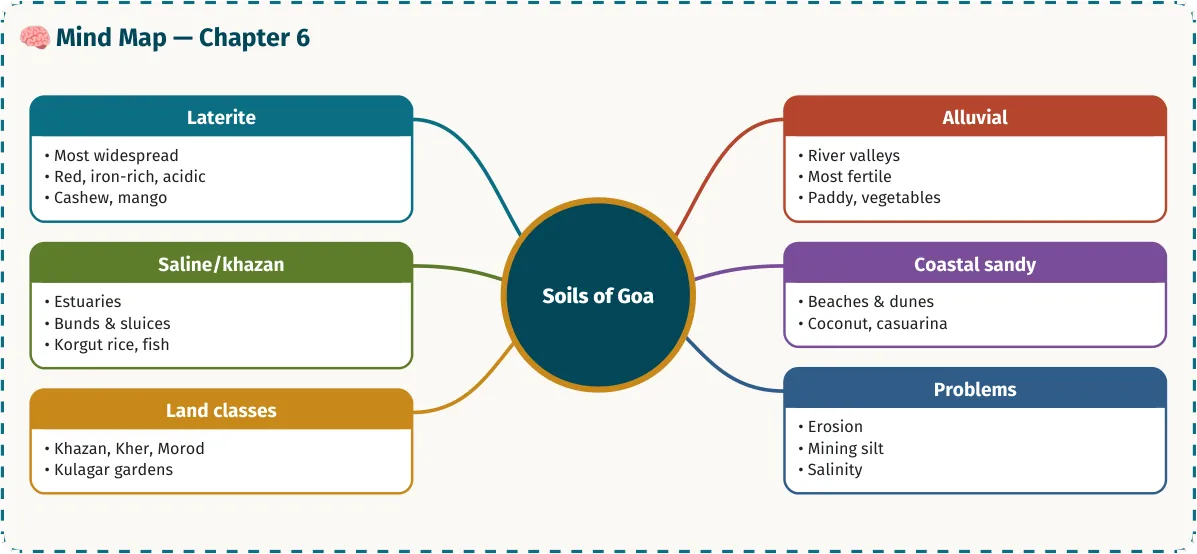 🧠 Mind Map — Chapter 6
Laterite
• Most widespread
• Red, iron-rich, acidic
• Cashew, mango
Saline/khazan
• Estuaries
• Bunds & sluices
• Korgut rice, fish
Land classes
• Khazan, Kher, Morod
• Kulagar gardens
Soils of Goa
Alluvial
• River valleys
• Most fertile
• Paddy, vegetables
Coastal sandy
• Beaches & dunes
• Coconut, casuarina
Problems
• Erosion
• Mining silt
• Salinity